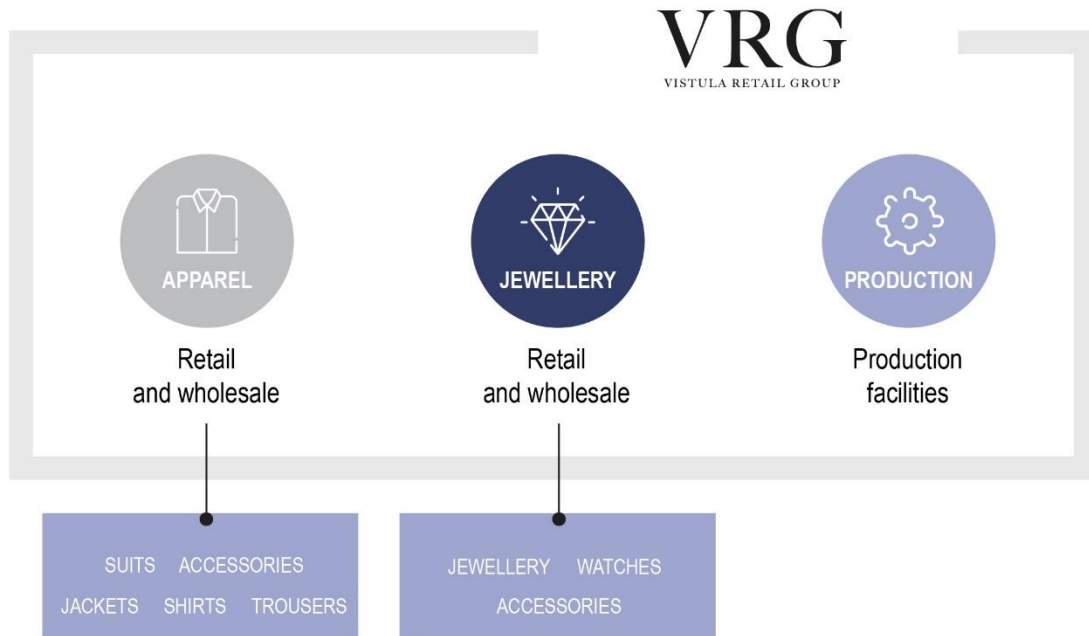 VRG
VISTULA RETAIL GROUP
APPAREL
Retail
and wholesale
JEWELLERY
Retail
and wholesale
PRODUCTION
Production
facilities
SUITS ACCESSORIES
JACKETS SHIRTS TROUSERS
JEWELLERY WATCHES
ACCESSORIES